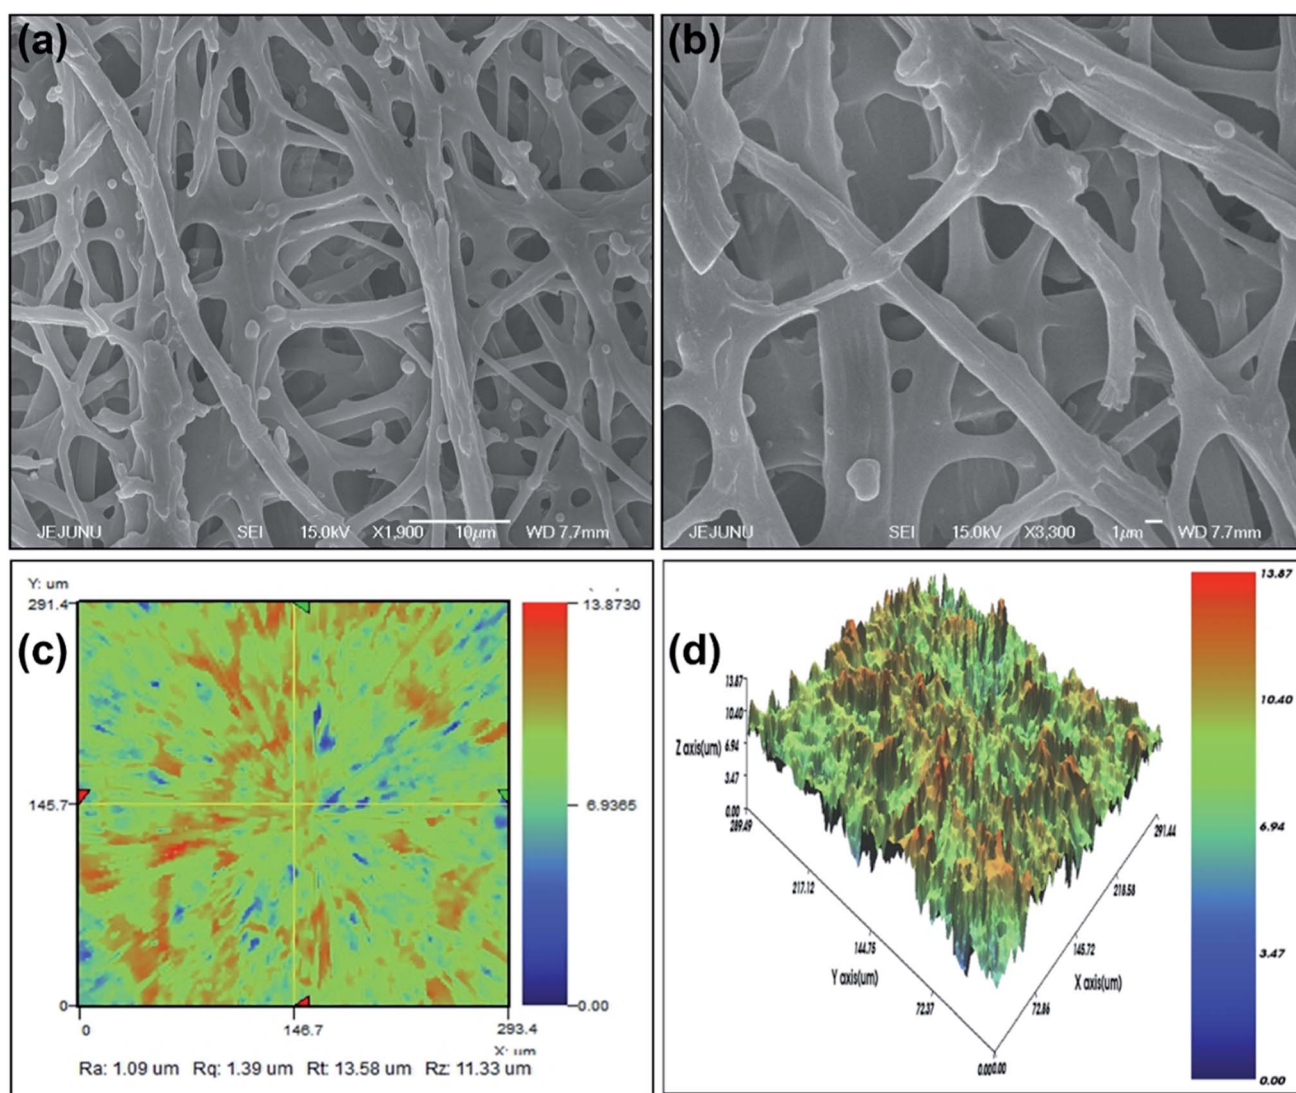 (a)
JEJUNU SEI 15.0kV X1,900 10µm WD 7.7mm
(b)
JEJUNU SEI 15.0kV X3,300 1µm WD 7.7mm
(c)
Y: um
291.4
145.7
0
0 146.7 293.4
X: um
13.8730
6.9365
0.00
Ra: 1.09 um Rq: 1.39 um Rt: 13.58 um Rz: 11.33 um
(d)
13.87
10.40
Z axis(um) 6.94
3.47
0.00
289.49
217.12
144.75
Y axis(um)
72.37
0.00 0.00
72.86
X axis(um)
145.72
218.58
291.44
13.87
10.40
6.94
3.47
0.00